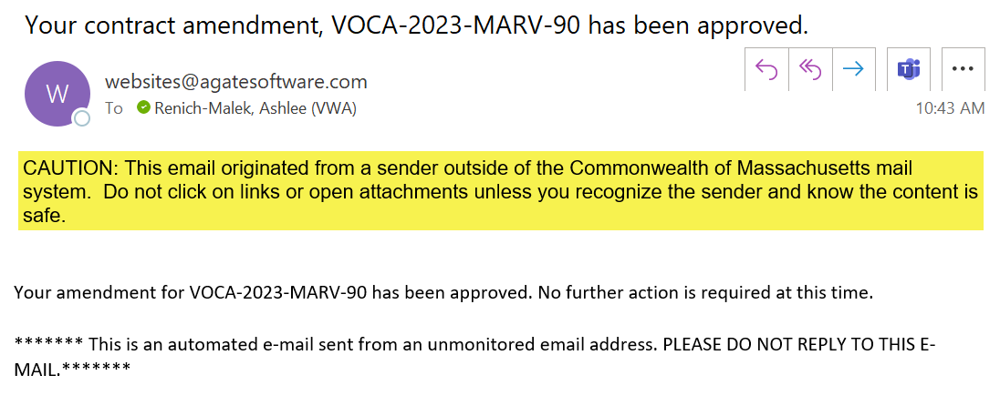 Your contract amendment, VOCA-2023-MARV-90 has been approved.
W
websites@agatesoftware.com
To Renich-Malek, Ashlee (VWA)
10:43 AM
CAUTION: This email originated from a sender outside of the Commonwealth of Massachusetts mail
system.  Do not click on links or open attachments unless you recognize the sender and know the content is
safe.
Your amendment for VOCA-2023-MARV-90 has been approved. No further action is required at this time.
******* This is an automated e-mail sent from an unmonitored email address. PLEASE DO NOT REPLY TO THIS E-
MAIL.*******